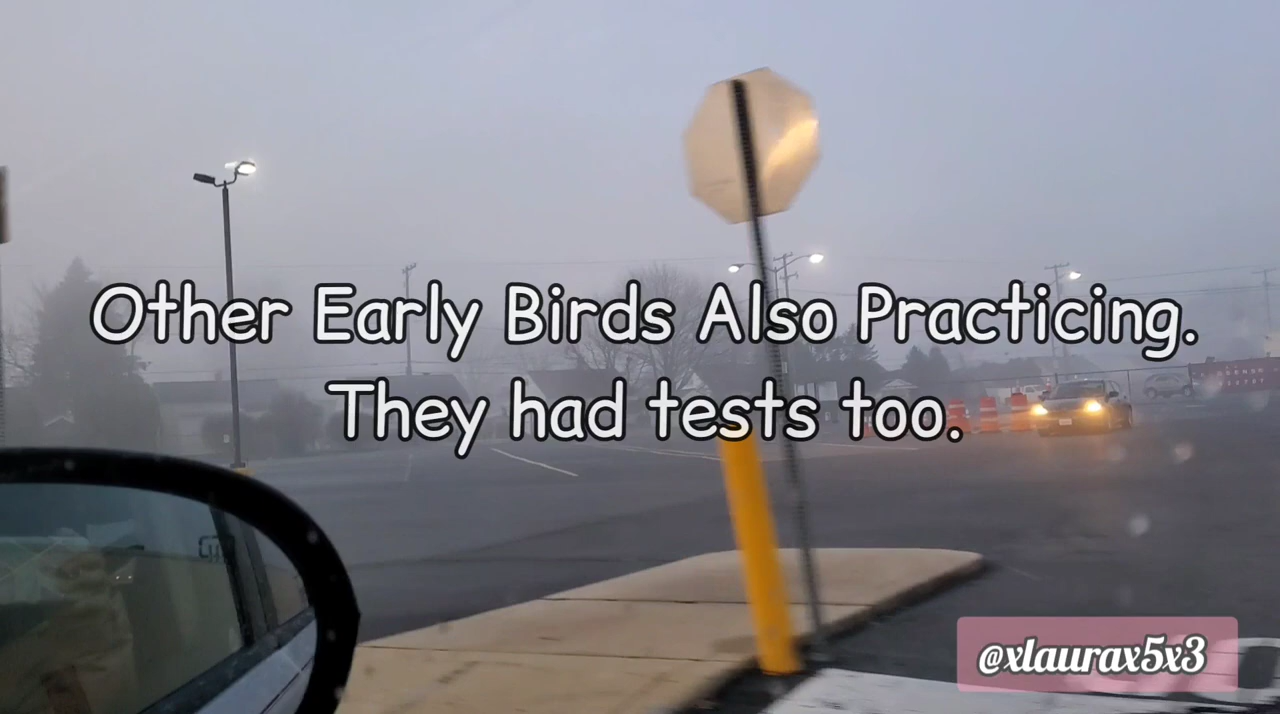 Other Early Birds Also Practicing.
They had tests too.
@xlaurax5x3